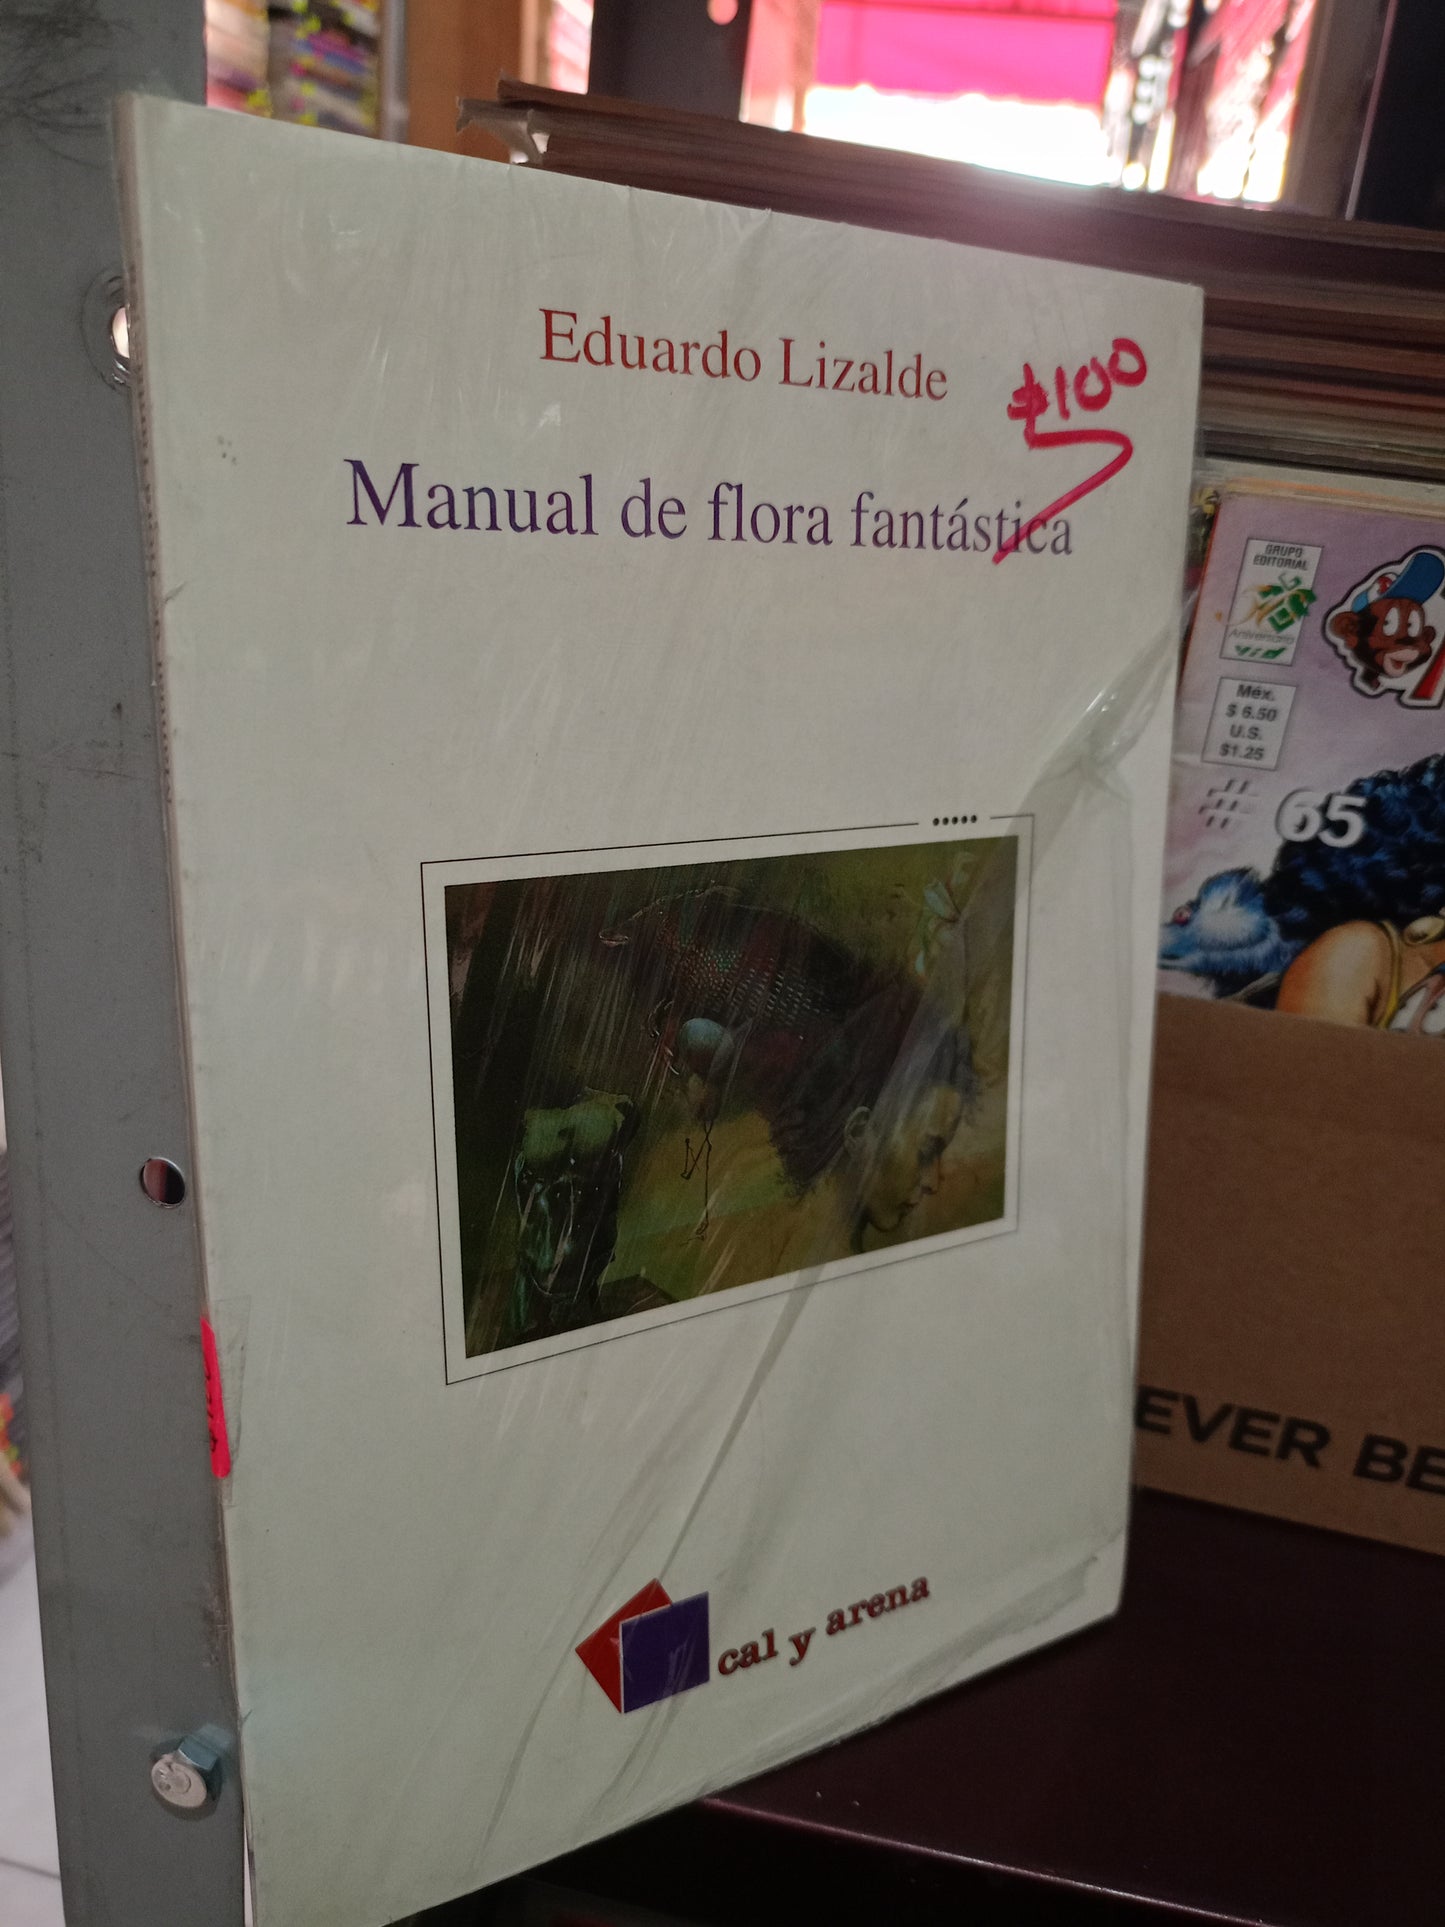 Eduardo Lizalde
$100
Manual de flora fantástica
cal y arena
GRUPO
EDITORIAL
Aniversario
vid
Méx.
$ 6.50
U.S.
$1.25
# 65
EVER BE